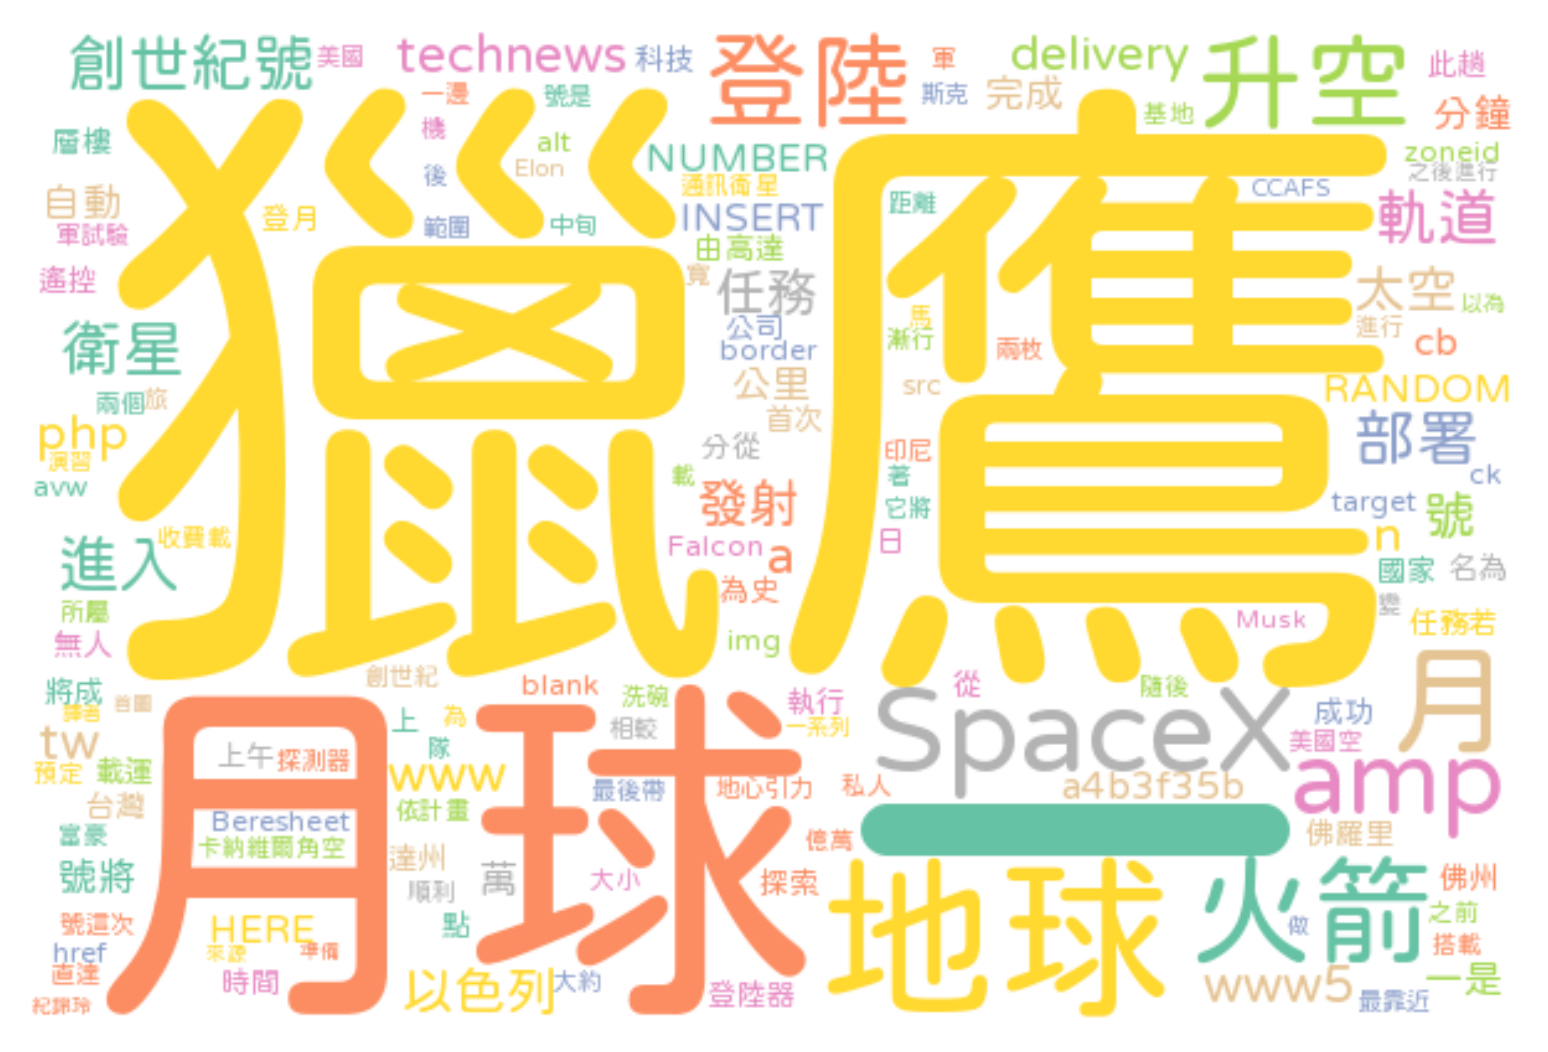 創世紀號 美國 technews 科技 登陸 軍 delivery 升空 此趟
一邊 號是 斯克 完成 基地 分鐘
層樓 機 alt NUMBER zoneid
後 Elon 通訊衛星 CCAFS 之後進行
自動 登月 範圍 中旬 INSERT 距離 軌道
軍試驗 由高達
獵鷹
遙控 寬 任務 太空 以為
衛星 公司 馬 進行
border 漸行 兩枚 cb
兩個 旅 公里 src RANDOM
php 首次 部署
演習 分從 印尼
avw 載 著 ck
發射 它將 target 號
收費載 Falcon a 日 n
進入 為史 國家 名為
所屬 Musk 任務若
無人 img
創世紀 blank 洗碗 執行 從 隨後 月
將成 首圖 上 為 相較 一系列 SpaceX 成功
譯者 隊 美國空
tw 上午 探測器 月球
預定 載運 www 最後帶 地心引力 私人 a4b3f35b amp
台灣 Beresheet 依計畫
富豪 卡納維爾角空 億萬 一 佛羅里
號將 達州 順利 萬 大小 探索 地球 火箭 佛州
號這次 HERE 點 做 之前
href 來源 準備 搭載
直達 時間 以色列 大約 登陸器 www5 一是
紀錦玲 最靠近